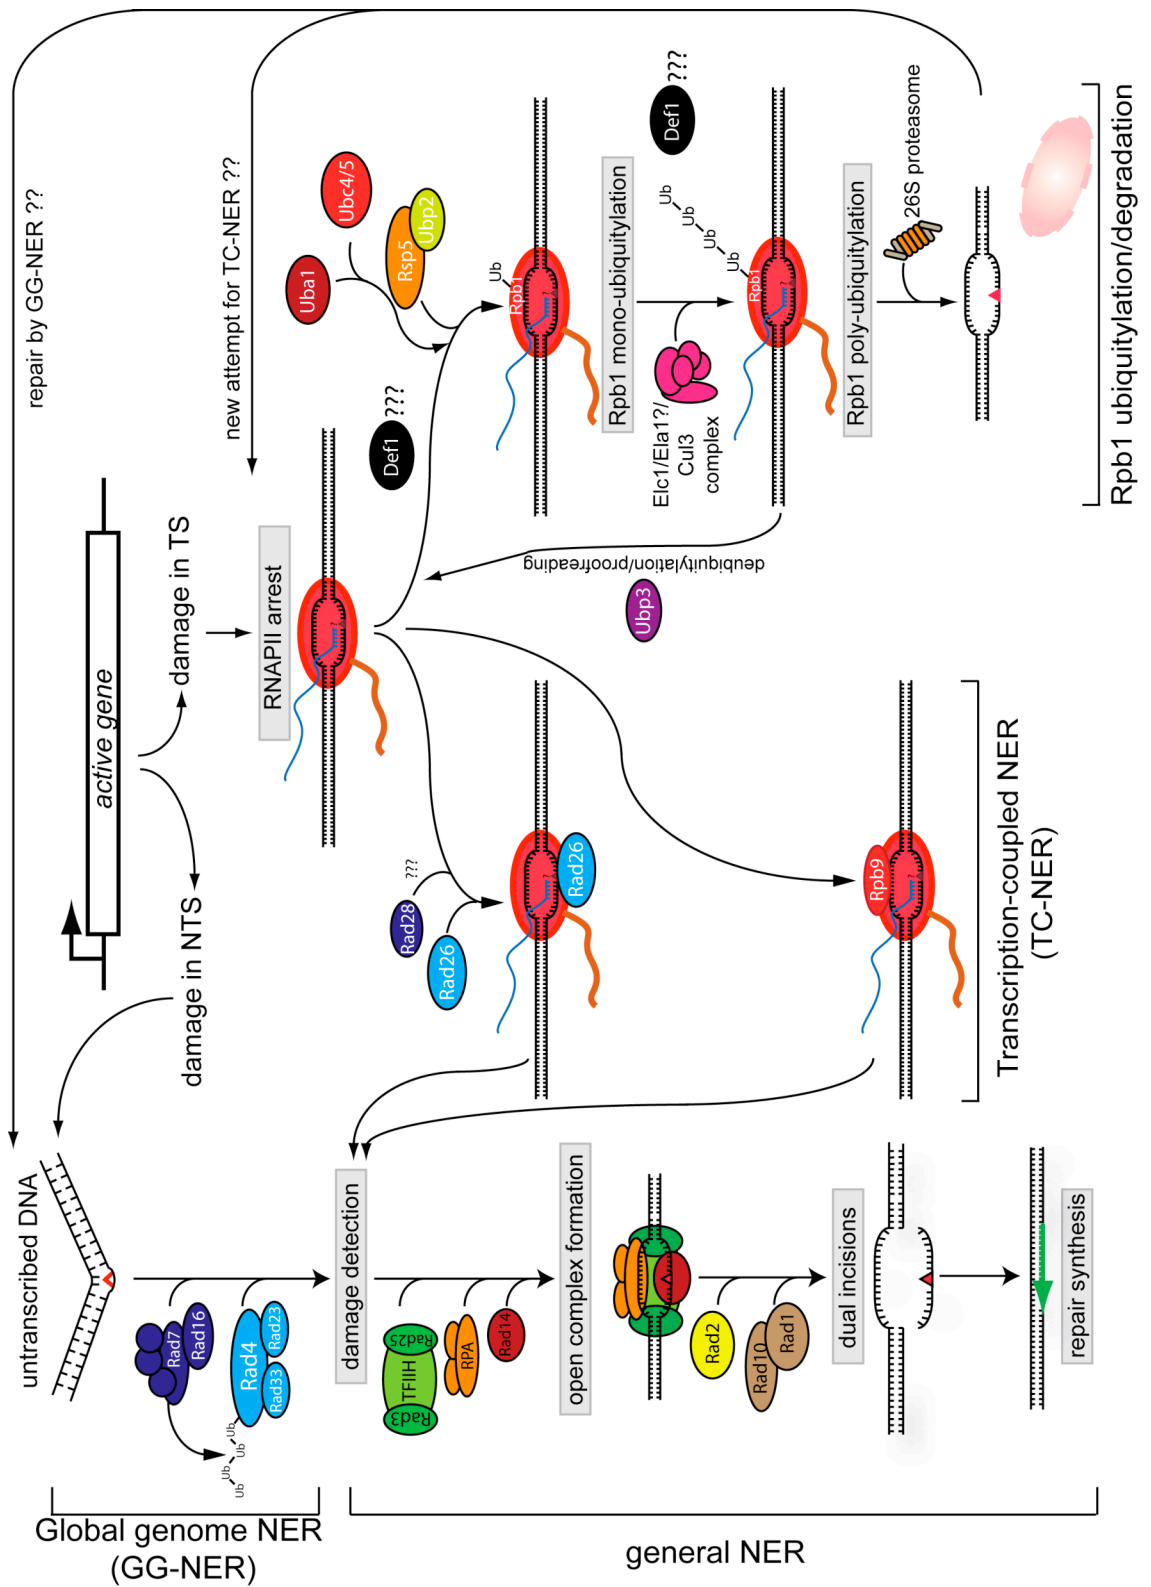 untranscribed DNA
Rad7
Rad16
Rad4
Rad23
Rad33
Ub
Ub
Ub
Ub
Global genome NER
(GG-NER)
damage detection
Rad3
TFIIH
Rad25
RPA
Rad14
open complex formation
Rad2
Rad10
Rad1
dual incisions
repair synthesis
general NER
active gene
damage in NTS
damage in TS
RNAPII arrest
?
Rad28
???
Rad26
?
Rad26
Rpb9
?
Transcription-coupled NER
(TC-NER)
repair by GG-NER ??
new attempt for TC-NER ??
Def1
???
Uba1
Ubc4/5
Rsp5
Ubp2
Ub
Rpb1
?
Rpb1 mono-ubiquitylation
Elc1/Ela1?/
Cul3
complex
Def1
???
Ub
Ub
Ub
Ub
Rpb1
?
deubiquitylation/proofreading
Ubp3
Rpb1 poly-ubiquitylation
26S proteasome
Rpb1 ubiquitylation/degradation